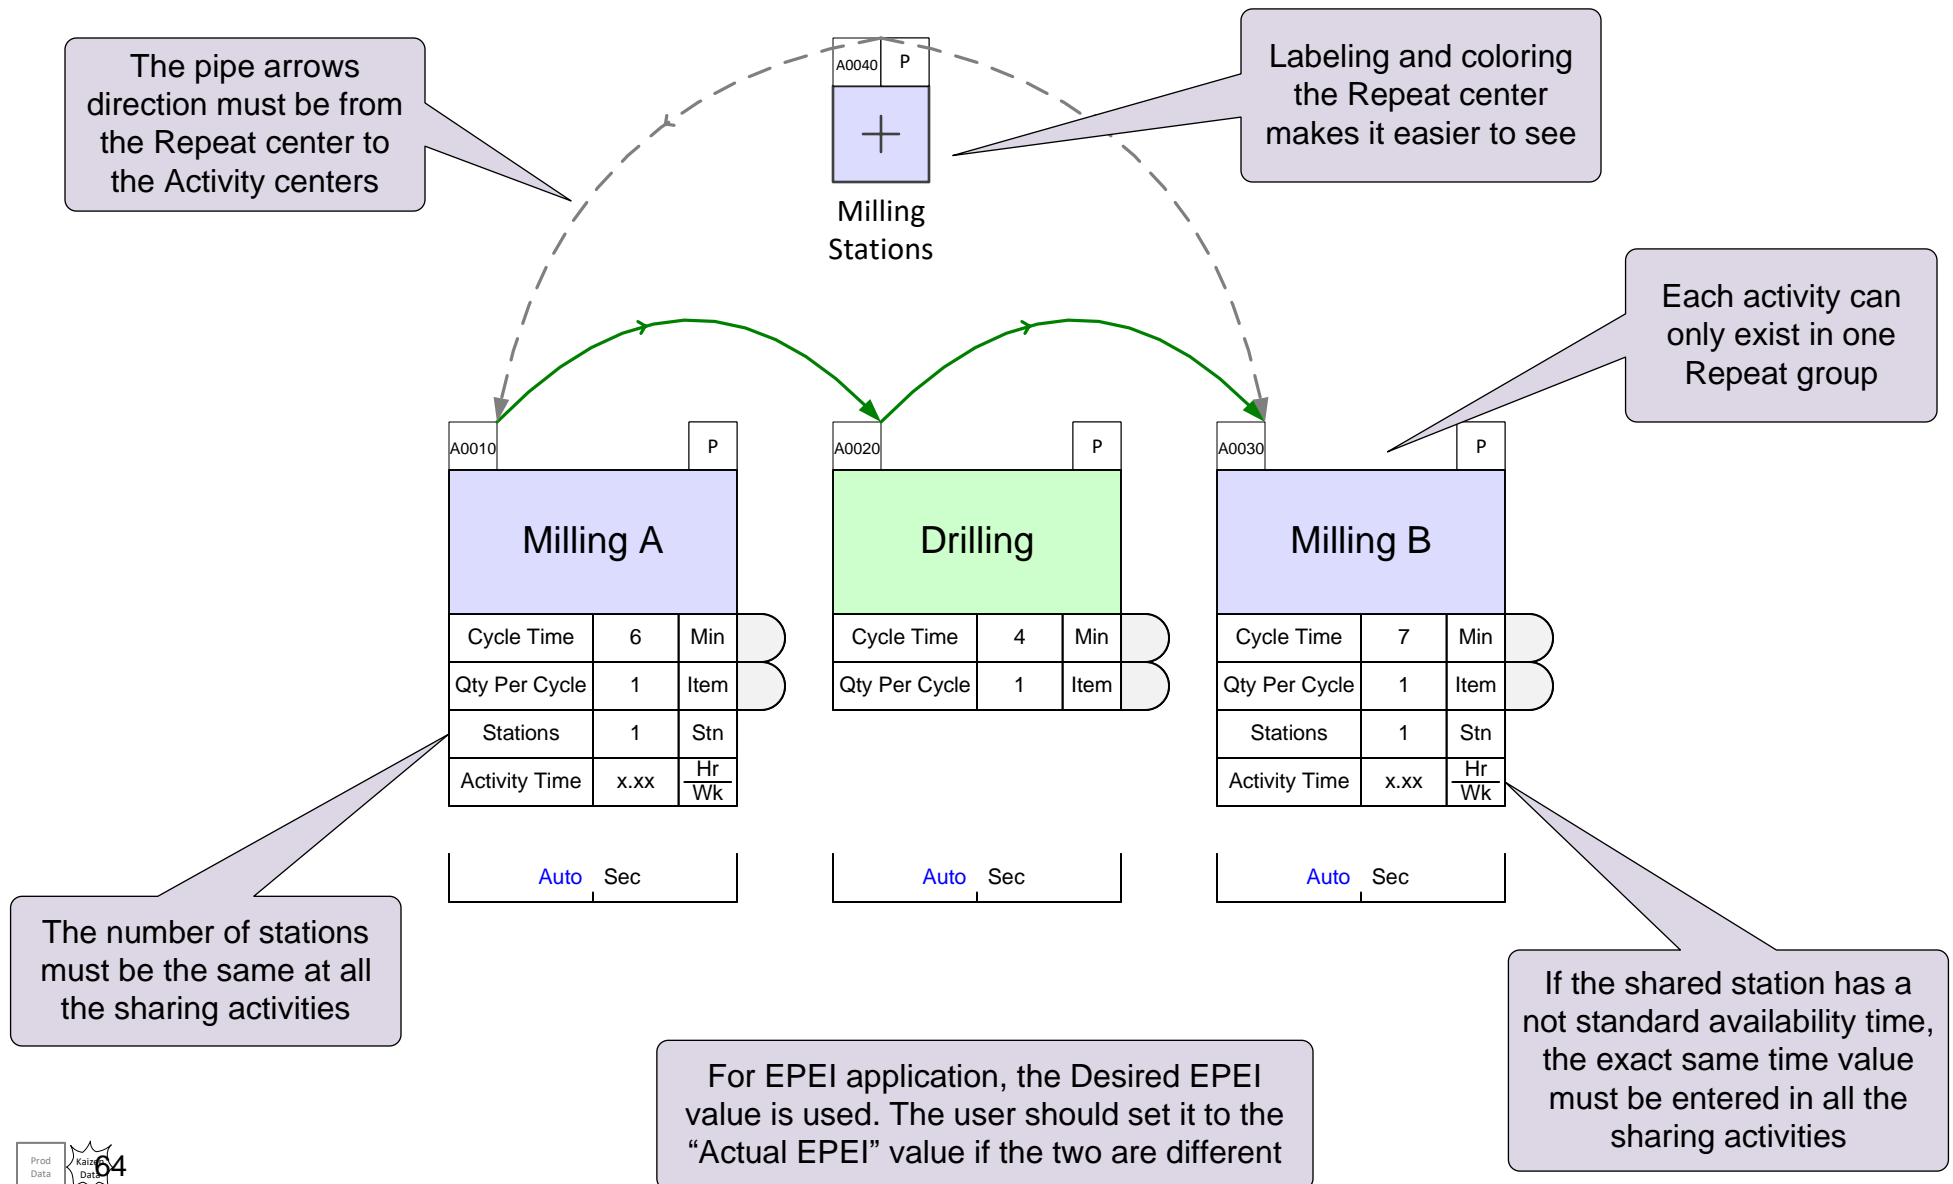 The pipe arrows
direction must be from
the Repeat center to
the Activity centers
A0040 P
Milling
Stations
Labeling and coloring
the Repeat center
makes it easier to see
Each activity can
only exist in one
Repeat group
A0010 P
Milling A
Cycle Time 6 Min
Qty Per Cycle 1 Item
Stations 1 Stn
Activity Time x.xx Hr
Wk
Auto Sec
A0020 P
Drilling
Cycle Time 4 Min
Qty Per Cycle 1 Item
Auto Sec
A0030 P
Milling B
Cycle Time 7 Min
Qty Per Cycle 1 Item
Stations 1 Stn
Activity Time x.xx Hr
Wk
Auto Sec
The number of stations
must be the same at all
the sharing activities
For EPEI application, the Desired EPEI
value is used. The user should set it to the
“Actual EPEI” value if the two are different
If the shared station has a
not standard availability time,
the exact same time value
must be entered in all the
sharing activities
Prod
Data
Kaizen
Data
64